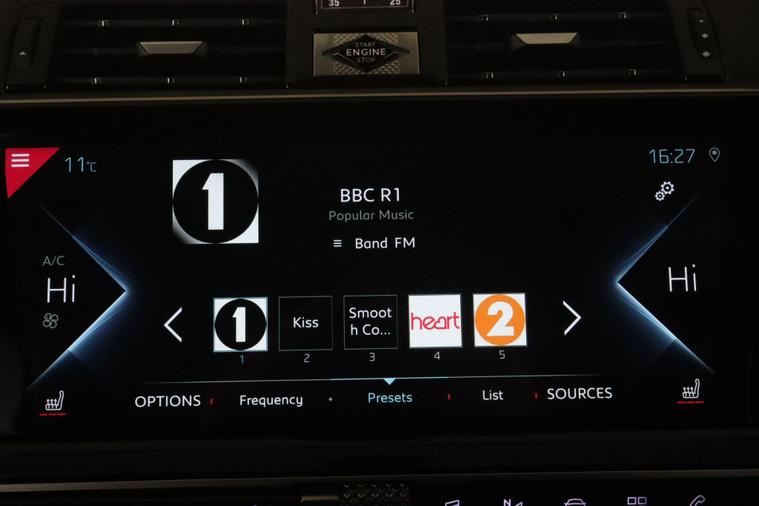 35 1 25
START
ENGINE
STOP
11°C
16:27
1
BBC R1
Popular Music
Band FM
A/C
Hi
Hi
1
Kiss
Smoot
h Co...
heart
2
1
2
3
4
5
OPTIONS
Frequency
Presets
List
SOURCES
N